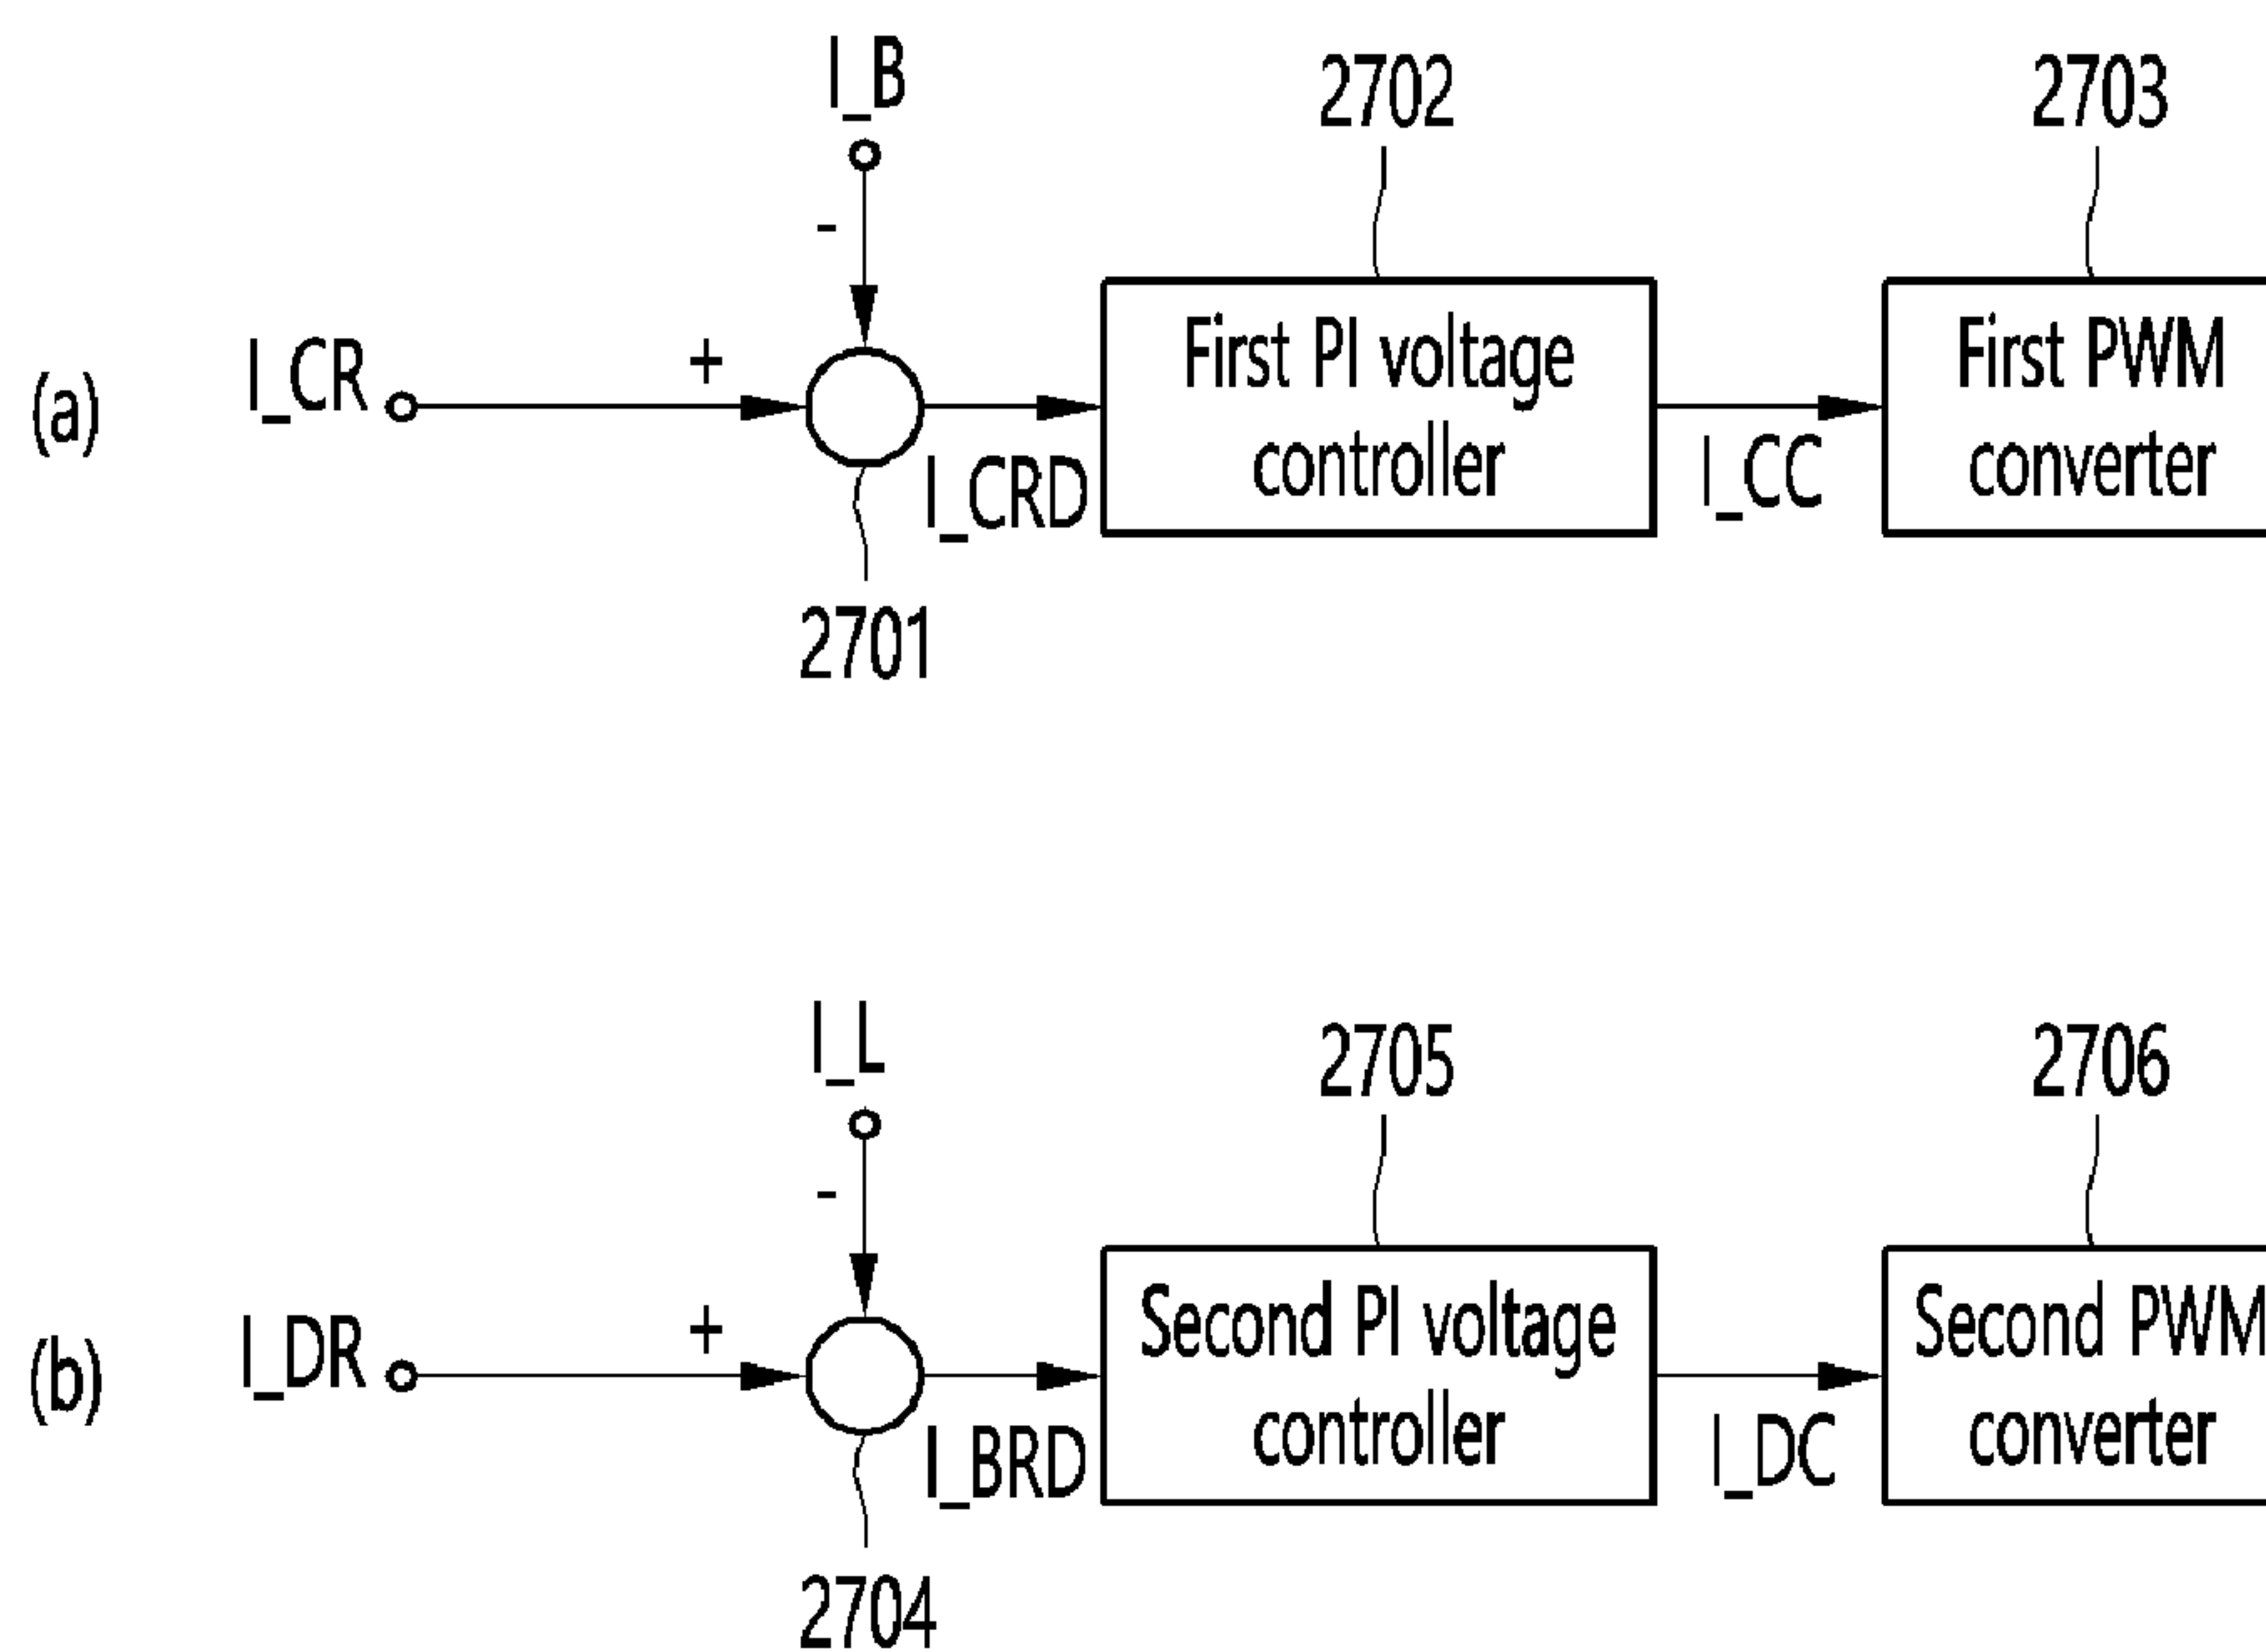 I_B
2702
2703
(a)
I_CR
+
-
First PI voltage
controller
First PWM
converter
I_CRD
I_CC
2701
I_L
2705
2706
(b)
I_DR
+
-
Second PI voltage
controller
Second PWM
converter
I_BRD
I_DC
2704